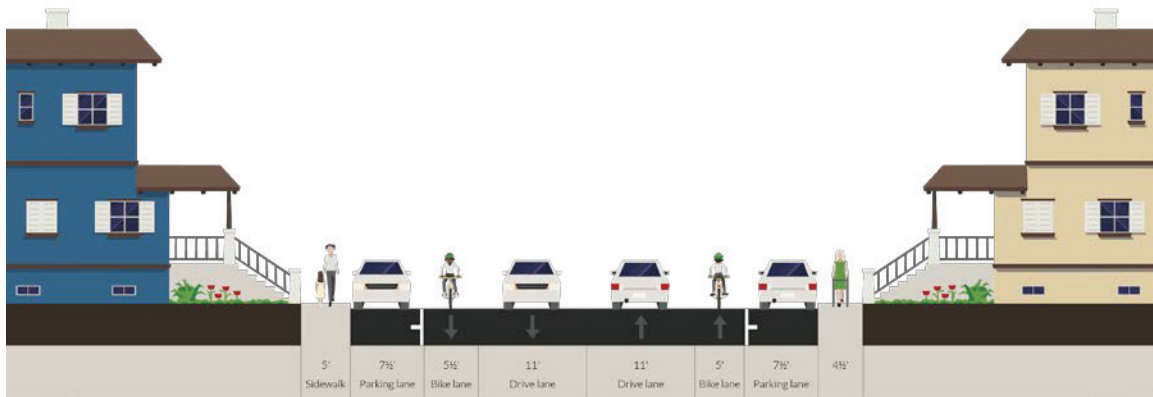 5' 7½' 5½' 11' 11' 5' 7½' 4½'
Sidewalk Parking lane Bike lane Drive lane Drive lane Bike lane Parking lane